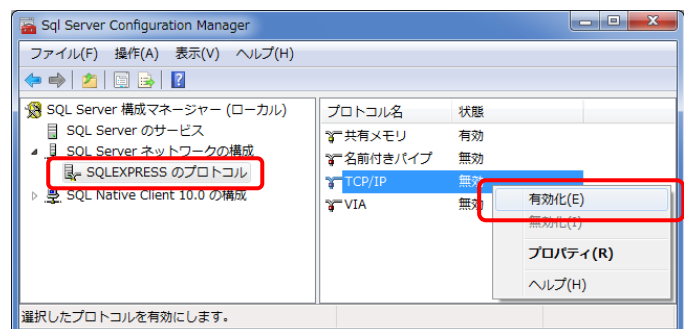 Sql Server Configuration Manager
ファイル(F) 操作(A) 表示(V) ヘルプ(H)
SQL Server 構成マネージャー (ローカル)
SQL Server のサービス
SQL Server ネットワークの構成
SQLEXPRESS のプロトコル
SQL Native Client 10.0 の構成
プロトコル名 状態
共有メモリ 有効
名前付きパイプ 無効
TCP/IP 無効
VIA 無効
有効化(E)
無効化(I)
プロパティ(R)
ヘルプ(H)
選択したプロトコルを有効にします。